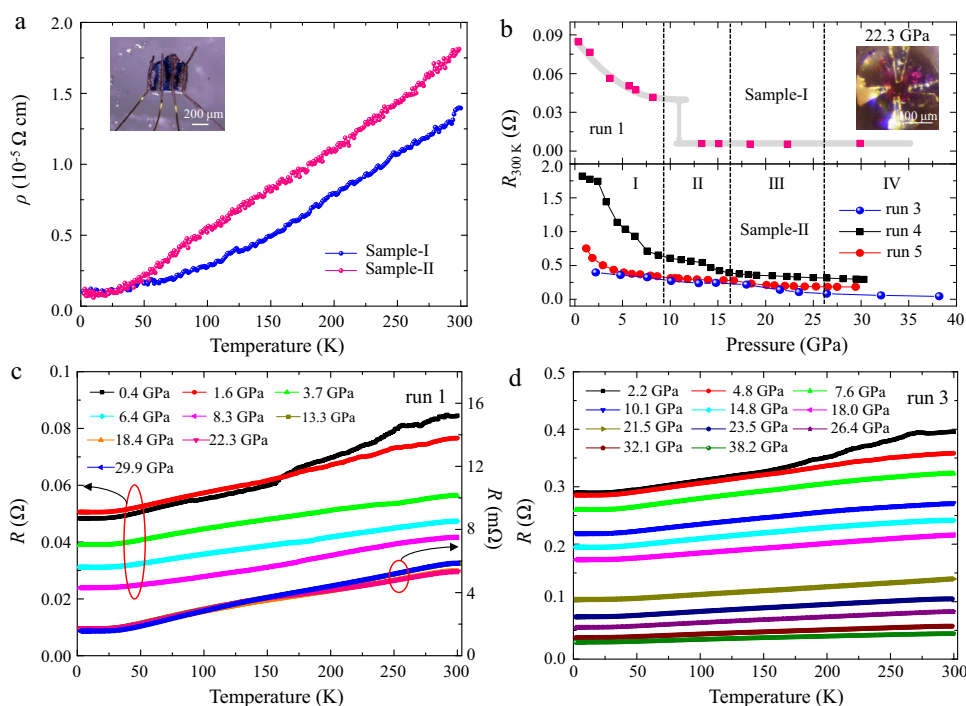 a
200 μm
ρ (10⁻⁵ Ω cm)
2.0
1.5
1.0
0.5
0.0
Sample-I
Sample-II
0 50 100 150 200 250 300
Temperature (K)
b
22.3 GPa
100 μm
R300 K (Ω)
0.09
0.06
0.03
0.00
Sample-I
run 1
2.0
1.5
1.0
0.5
0.0
I II III IV
Sample-II
run 3
run 4
run 5
0 5 10 15 20 25 30 35 40
Pressure (GPa)
c
run 1
0.4 GPa 1.6 GPa 3.7 GPa
6.4 GPa 8.3 GPa 13.3 GPa
18.4 GPa 22.3 GPa
29.9 GPa
R (Ω)
0.10
0.08
0.06
0.04
0.02
0.00
16
12
8
4
0
R (mΩ)
0 50 100 150 200 250 300
Temperature (K)
d
run 3
2.2 GPa 4.8 GPa 7.6 GPa
10.1 GPa 14.8 GPa 18.0 GPa
21.5 GPa 23.5 GPa 26.4 GPa
32.1 GPa 38.2 GPa
R (Ω)
0.5
0.4
0.3
0.2
0.1
0.0
0 50 100 150 200 250 300
Temperature (K)